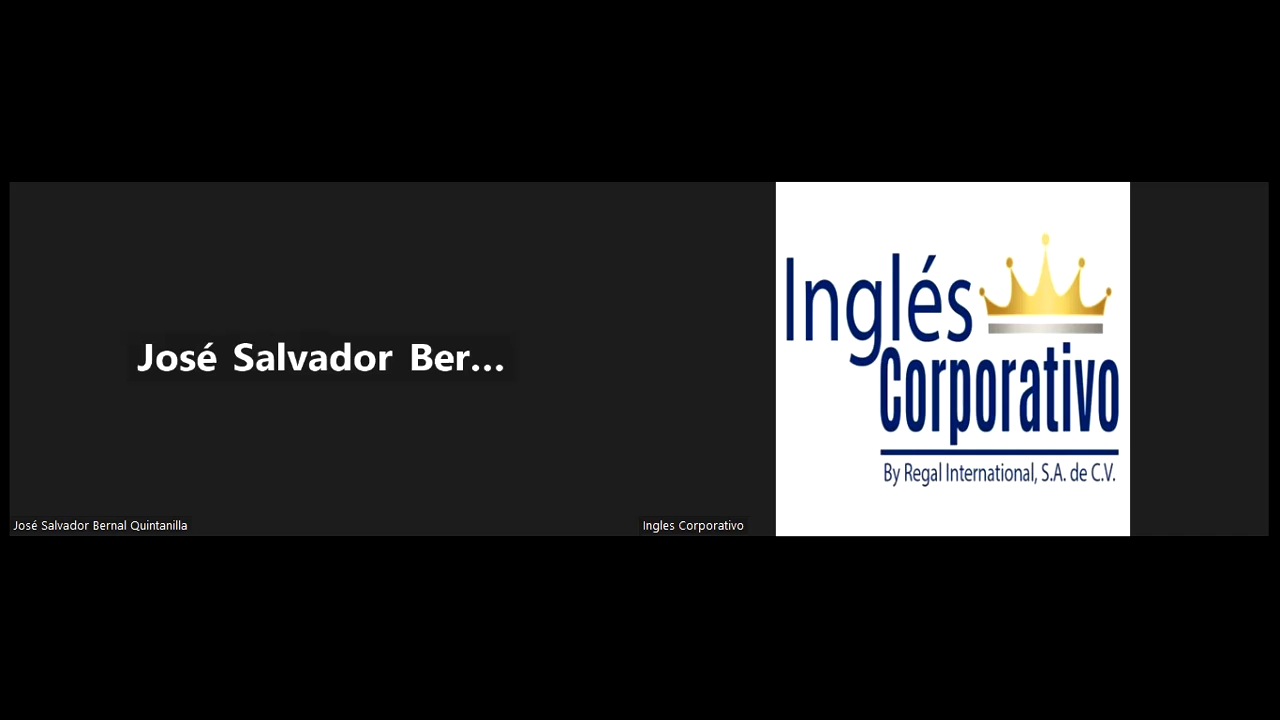 José Salvador Ber...
José Salvador Bernal Quintanilla
Inglés
Corporativo
By Regal International, S.A. de C.V.
Ingles Corporativo